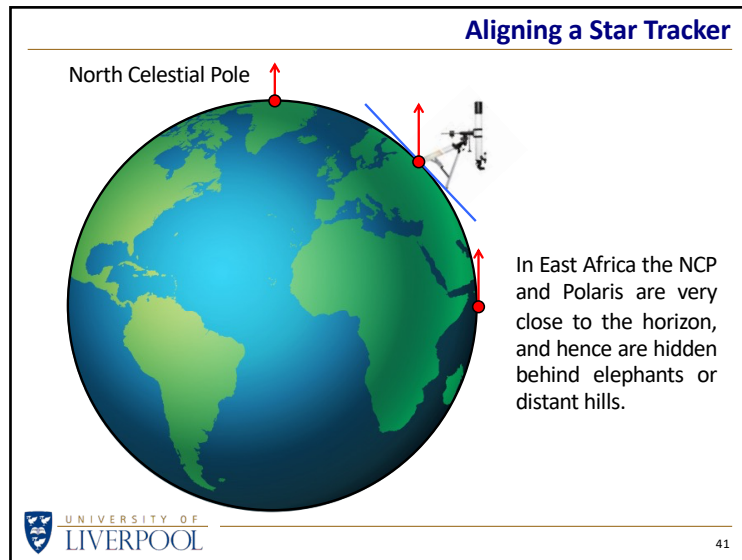 Aligning a Star Tracker
North Celestial Pole
In East Africa the NCP
and Polaris are very
close to the horizon,
and hence are hidden
behind elephants or
distant hills.
UNIVERSITY OF
LIVERPOOL
41